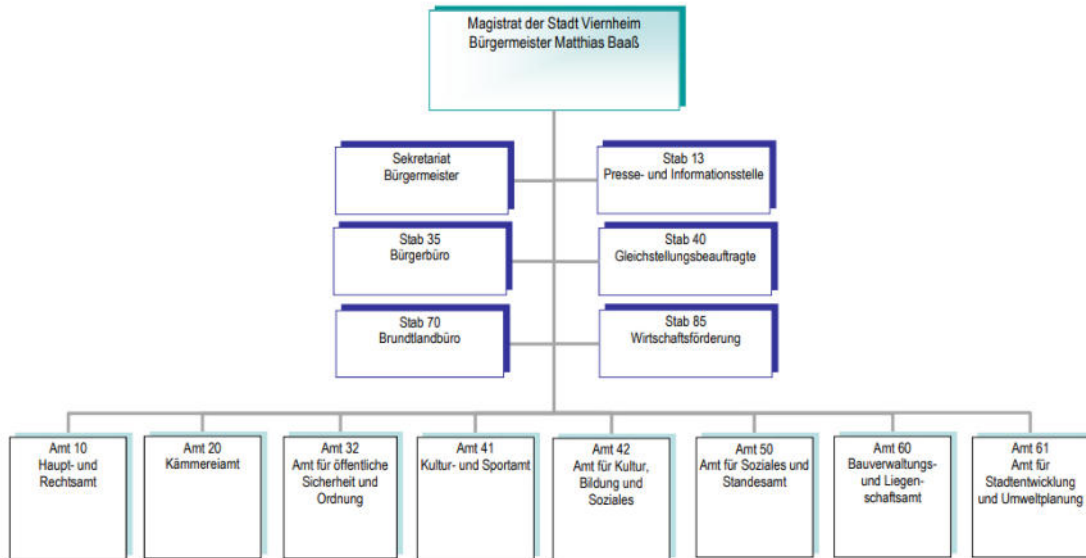 Magistrat der Stadt Viernheim
Bürgermeister Matthias Baaß
Sekretariat
Bürgermeister
Stab 13
Presse- und Informationsstelle
Stab 35
Bürgerbüro
Stab 40
Gleichstellungsbeauftragte
Stab 70
Brundtlandbüro
Stab 85
Wirtschaftsförderung
Amt 10
Haupt- und
Rechtsamt
Amt 20
Kämmereiamt
Amt 32
Amt für öffentliche
Sicherheit und
Ordnung
Amt 41
Kultur- und Sportamt
Amt 42
Amt für Kultur,
Bildung und
Soziales
Amt 50
Amt für Soziales und
Standesamt
Amt 60
Bauverwaltungs-
und Liegen-
schaftsamt
Amt 61
Amt für
Stadtentwicklung
und Umweltplanung